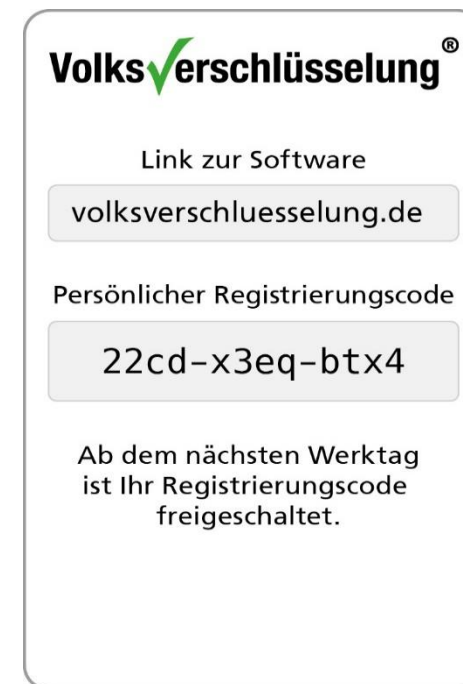 Volksverschlüsselung®
Link zur Software
volksverschluesselung.de
Persönlicher Registrierungscode
22cd-x3eq-btx4
Ab dem nächsten Werktag
ist Ihr Registrierungscode
freigeschaltet.